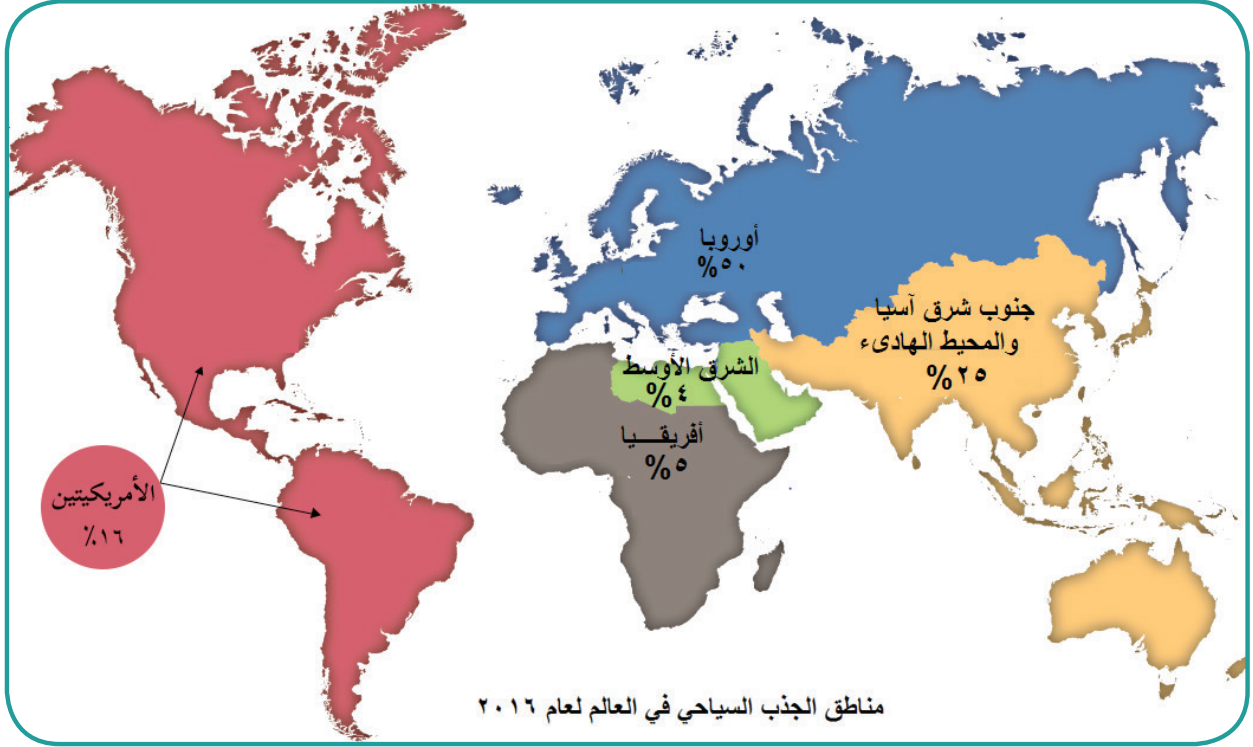 أوروبا
٥٠%
جنوب شرق آسيا
والمحيط الهادىء
٢٥%
الشرق الأوسط
٤%
أفريقـــيا
٥%
الأمريكيتين
١٦٪
مناطق الجذب السياحي في العالم لعام ٢٠١٦